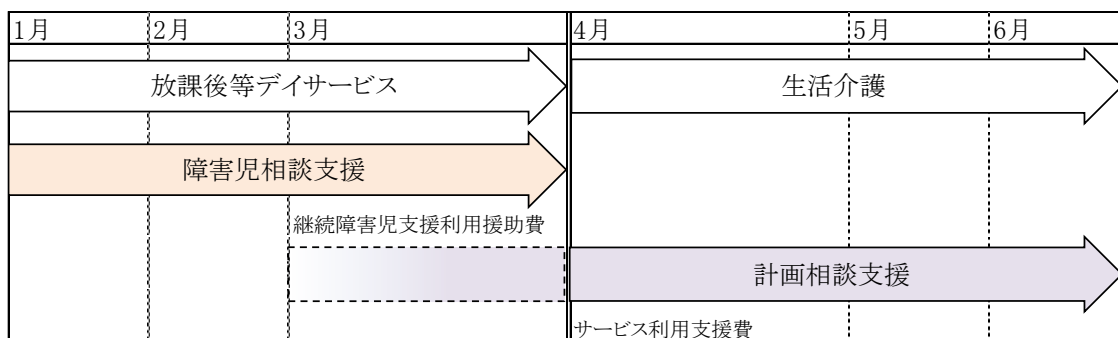 1月 2月 3月 4月 5月 6月
放課後等デイサービス 生活介護
障害児相談支援
継続障害児支援利用援助費
計画相談支援
サービス利用支援費